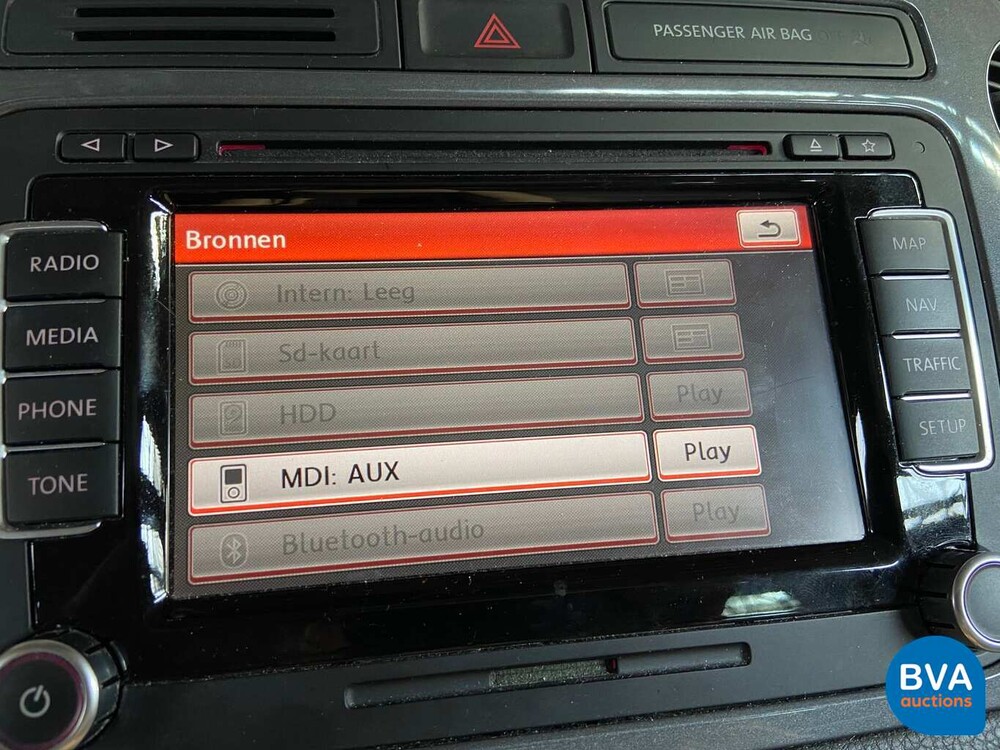 PASSENGER AIR BAG
RADIO
MEDIA
PHONE
TONE
Bronnen
Intern: Leeg
Sd-kaart
SD
HDD
Play
MDI: AUX
Play
Bluetooth-audio
Play
MAP
NAV
TRAFFIC
SETUP
BVA
auctions